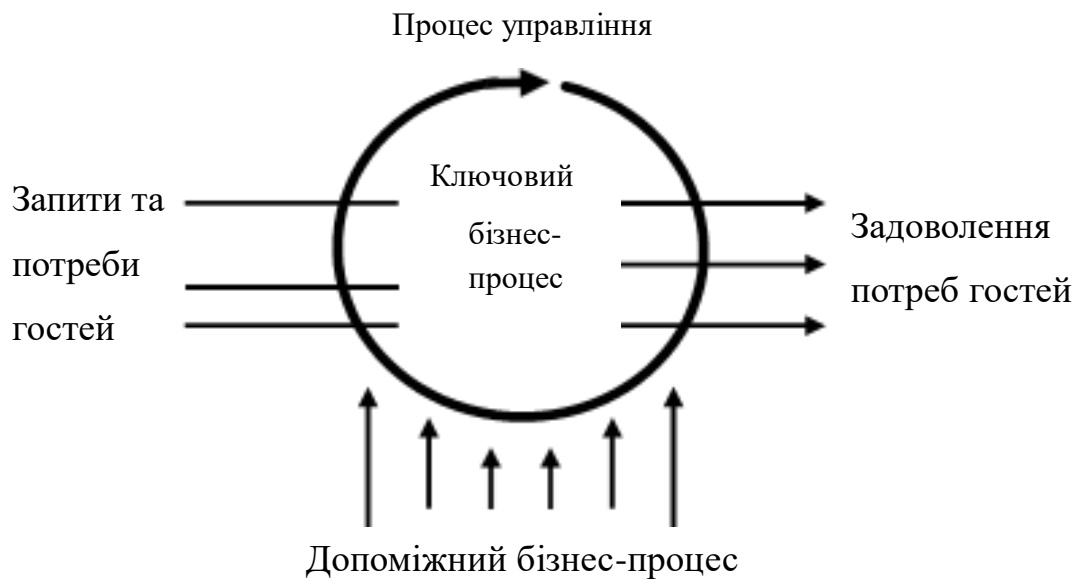 Процес управління
Запити та
потреби
гостей
Ключовий
бізнес-
процес
Задоволення
потреб гостей
Допоміжний бізнес-процес